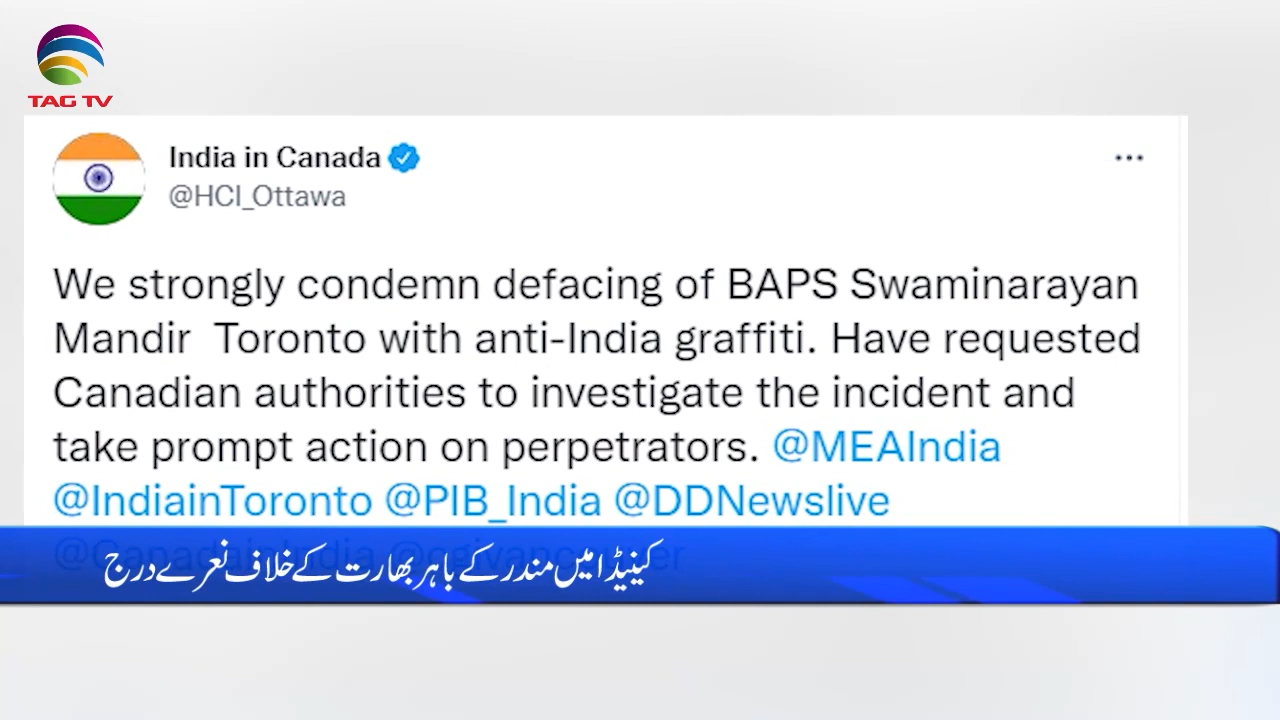 TAG TV
India in Canada
@HCI_Ottawa
We strongly condemn defacing of BAPS Swaminarayan
Mandir Toronto with anti-India graffiti. Have requested
Canadian authorities to investigate the incident and
take prompt action on perpetrators. @MEAIndia
@IndiainToronto @PIB_India @DDNewslive
@CanadainIndia @cgivancouver
کینیڈا میں مندر کے باہر بھارت کے خلاف نعرے درج